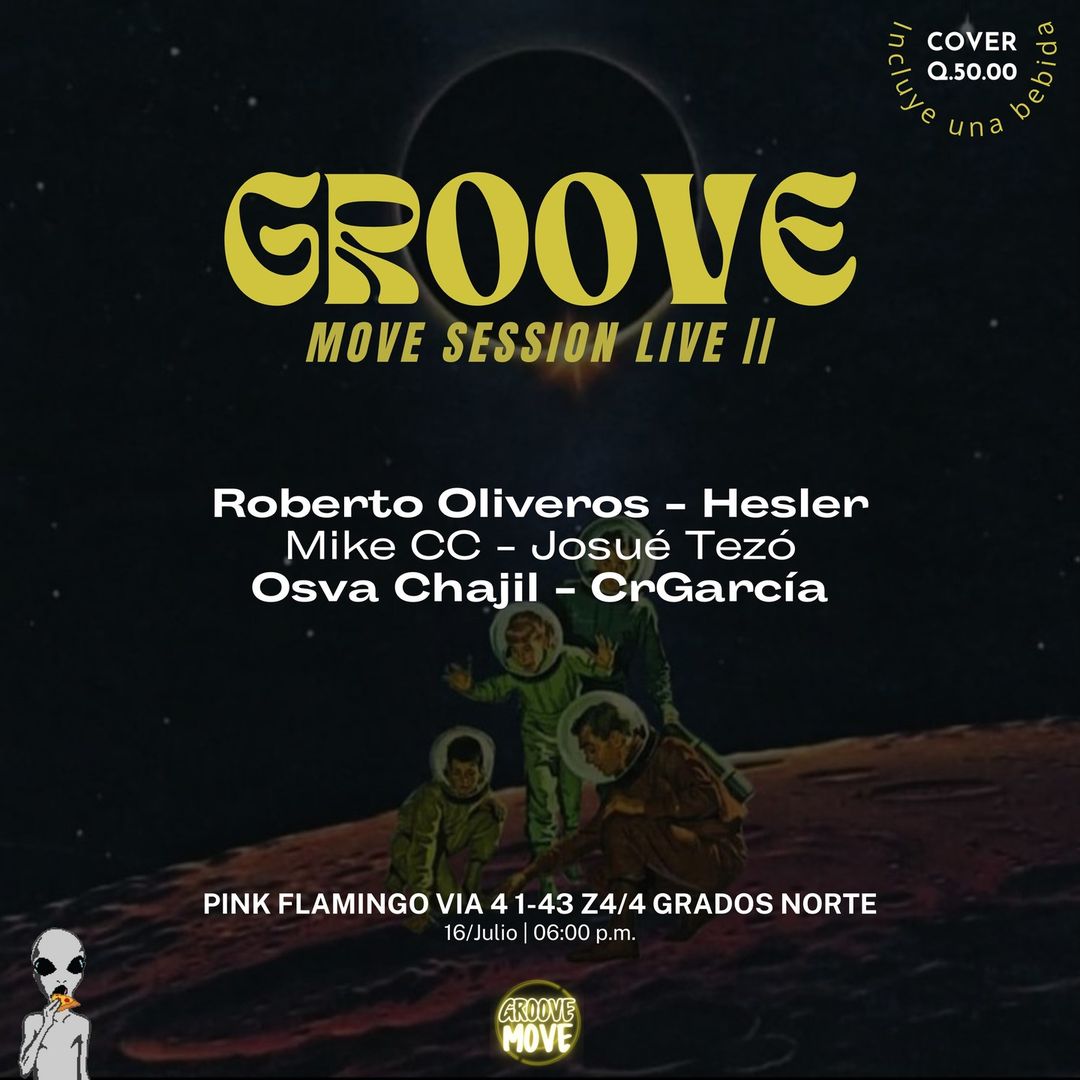 COVER
Q.50.00
Incluye una bebida
GROOVE
MOVE SESSION LIVE ||
Roberto Oliveros - Hesler
Mike CC - Josué Tezó
Osva Chajil - CrGarcía
PINK FLAMINGO VIA 4 1-43 Z4/4 GRADOS NORTE
16/Julio | 06:00 p.m.
GROOVE
MOVE